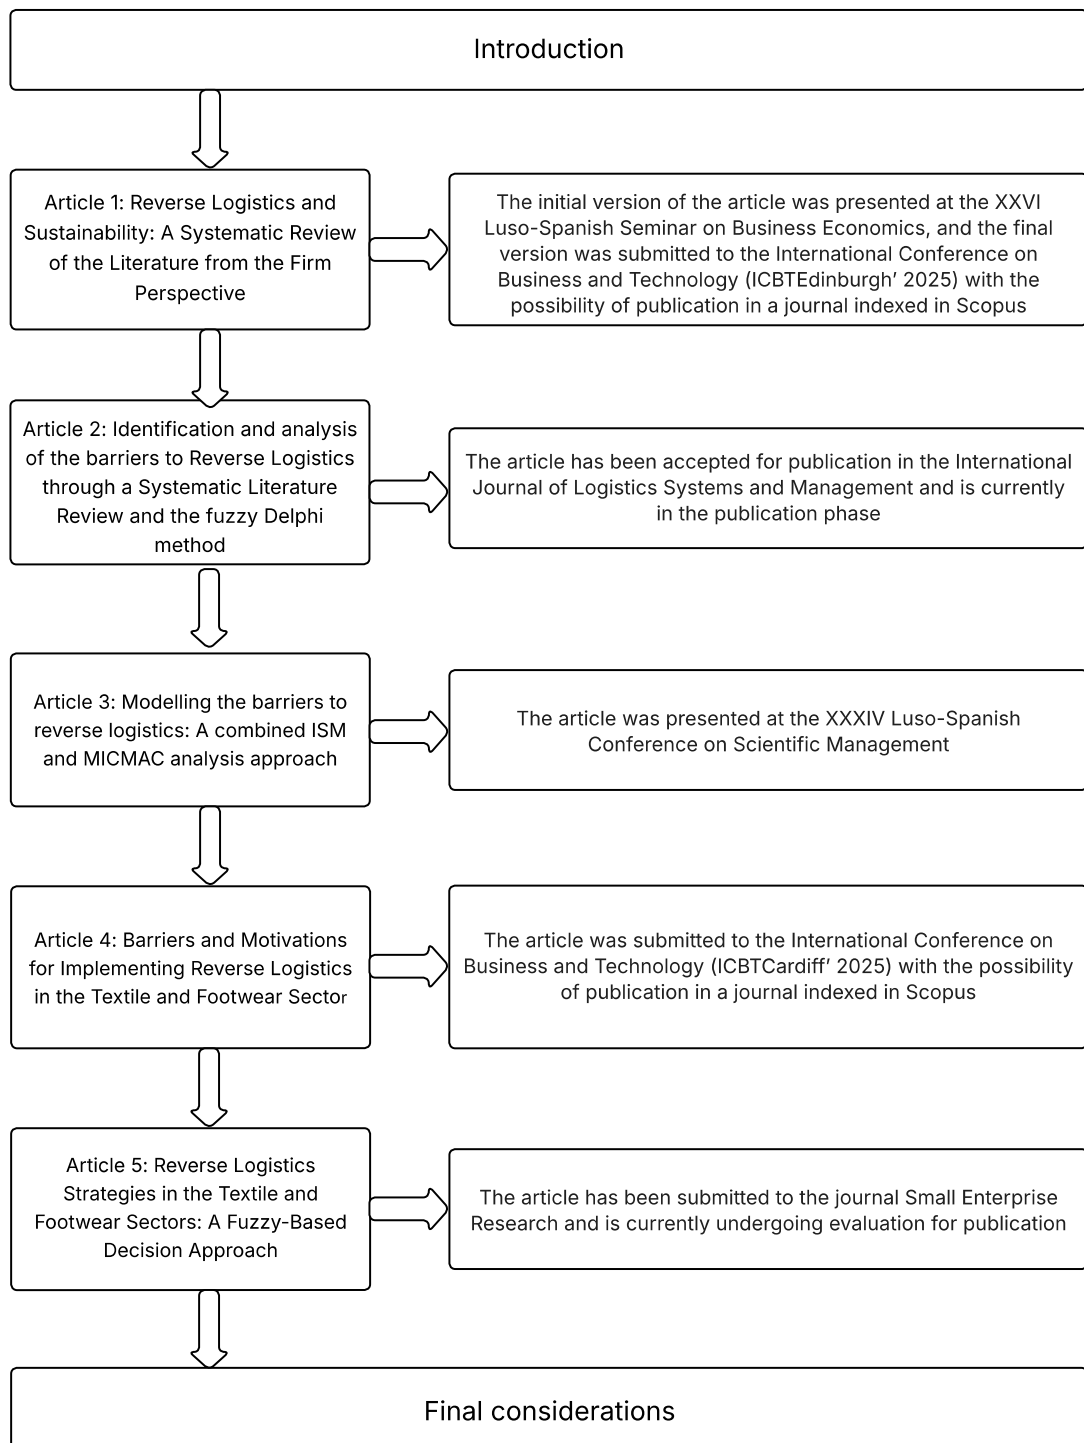 Introduction
Article 1: Reverse Logistics and
Sustainability: A Systematic Review
of the Literature from the Firm
Perspective
The initial version of the article was presented at the XXVI
Luso-Spanish Seminar on Business Economics, and the final
version was submitted to the International Conference on
Business and Technology (ICBTEdinburgh’ 2025) with the
possibility of publication in a journal indexed in Scopus
Article 2: Identification and analysis
of the barriers to Reverse Logistics
through a Systematic Literature
Review and the fuzzy Delphi
method
The article has been accepted for publication in the International
Journal of Logistics Systems and Management and is currently
in the publication phase
Article 3: Modelling the barriers to
reverse logistics: A combined ISM
and MICMAC analysis approach
The article was presented at the XXXIV Luso-Spanish
Conference on Scientific Management
Article 4: Barriers and Motivations
for Implementing Reverse Logistics
in the Textile and Footwear Sector
The article was submitted to the International Conference on
Business and Technology (ICBTCardiff’ 2025) with the possibility
of publication in a journal indexed in Scopus
Article 5: Reverse Logistics
Strategies in the Textile and
Footwear Sectors: A Fuzzy-Based
Decision Approach
The article has been submitted to the journal Small Enterprise
Research and is currently undergoing evaluation for publication
Final considerations